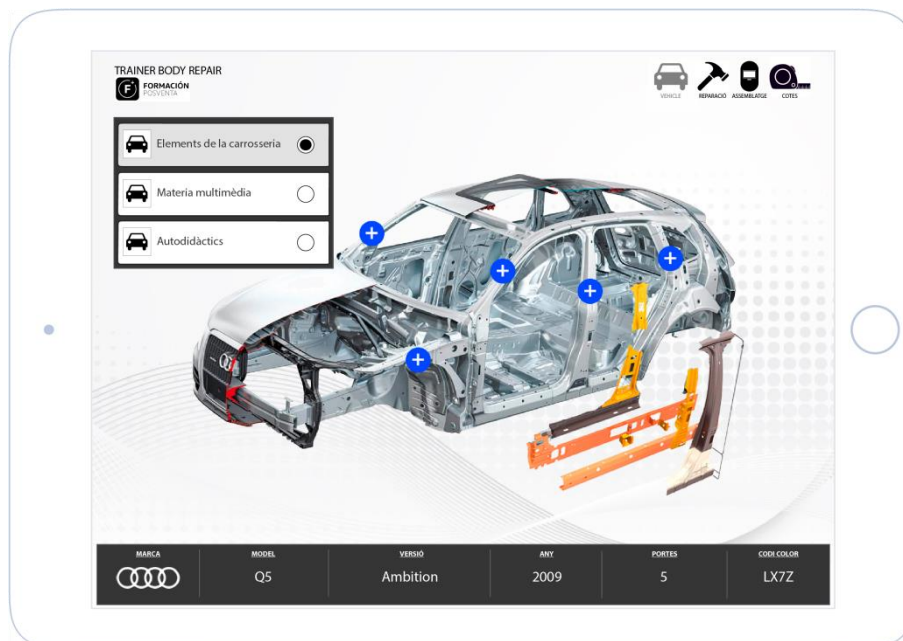 TRAINER BODY REPAIR
F
FORMACIÓN
POSVENTA
VEHICLE
REPARACIÓ
ASSEMBLATGE
COTES
Elements de la carrosseria
Materia multimèdia
Autodidàctics
MARCA
MODEL
VERSIÓ
ANY
PORTES
CODI COLOR
Q5
Ambition
2009
5
LX7Z